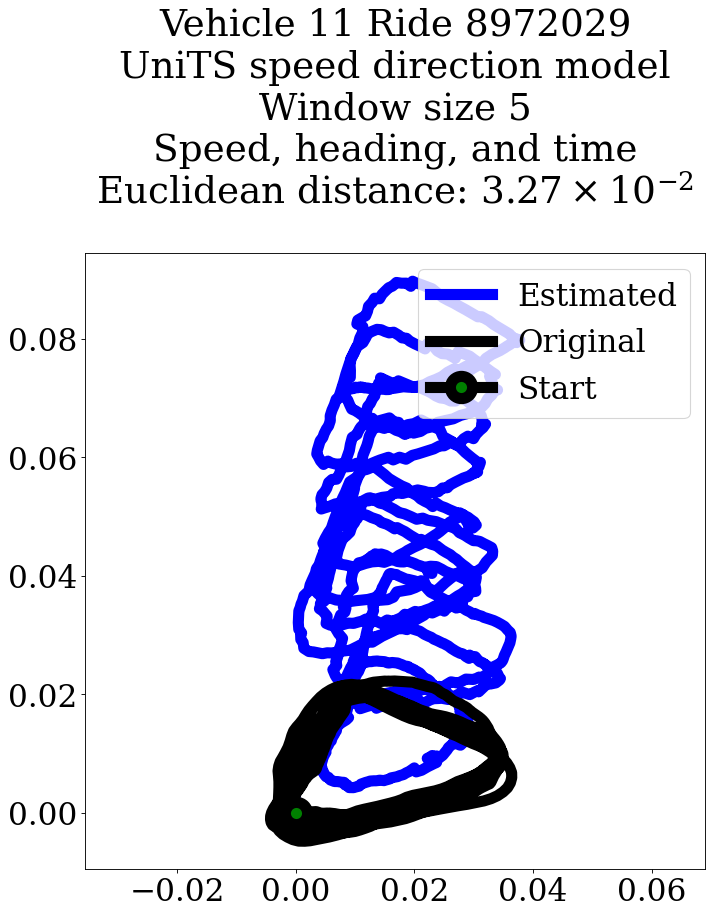 Vehicle 11 Ride 8972029
UniTS speed direction model
Window size 5
Speed, heading, and time
Euclidean distance: 3.27 × 10⁻²
Estimated
Original
Start
0.08
0.06
0.04
0.02
0.00
−0.02 0.00 0.02 0.04 0.06